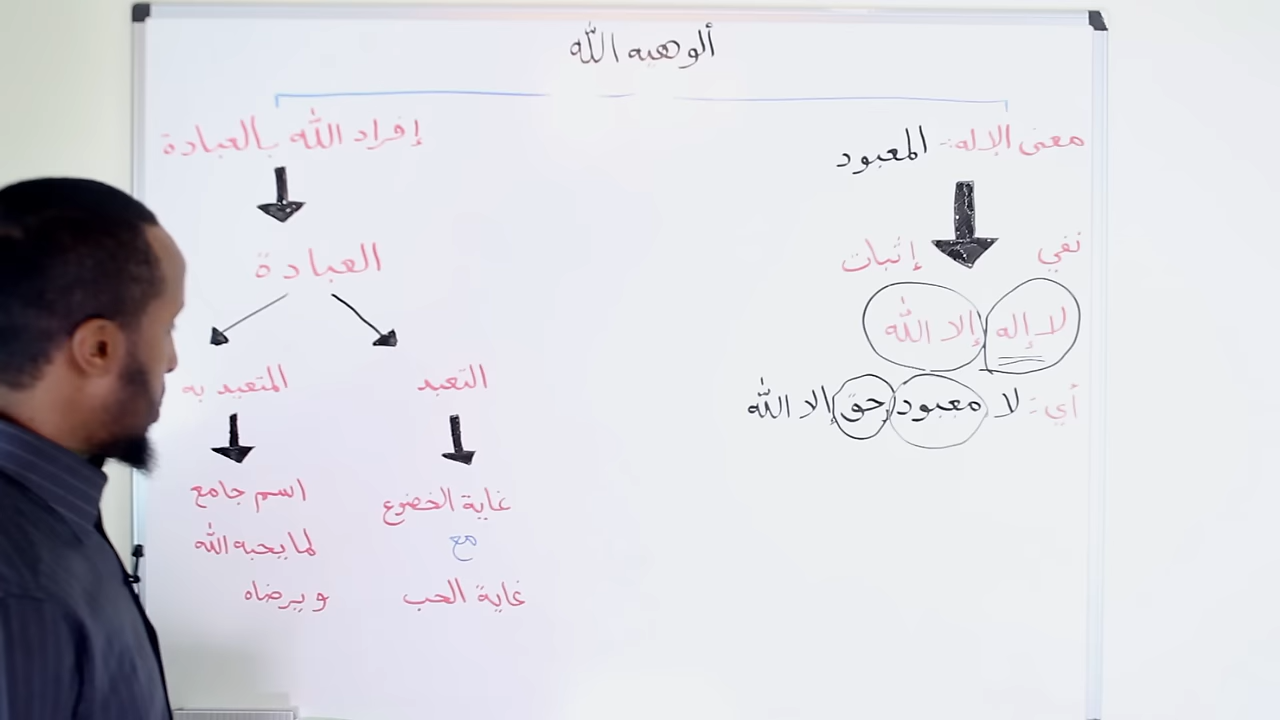 ألوهيه الله
معنى الإله:- المعبود
نفي
إثبات
لا إله إلا الله
أي: لا معبود حق إلا الله
إفراد الله بالعبادة
العبادة
التعبد
غاية الخضوع
مع
غاية الحب
المتعبد به
اسم جامع
لما يحبه الله
ويرضاه